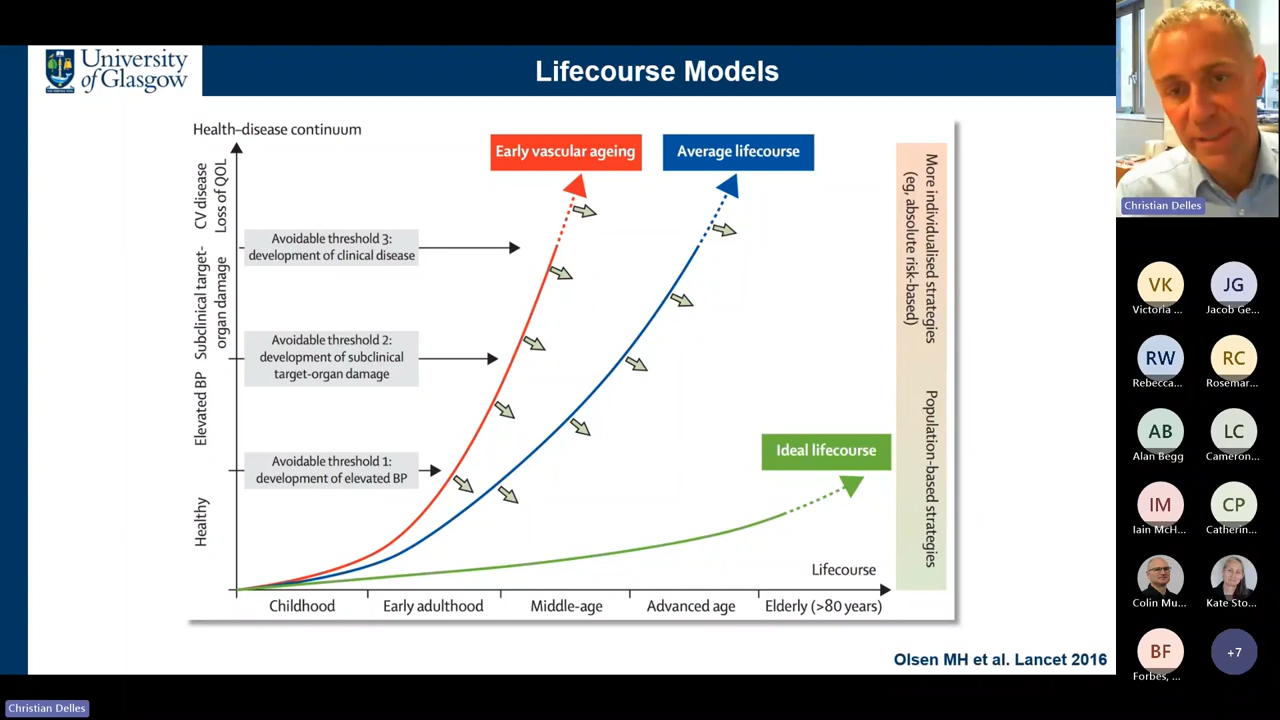 University
of Glasgow
Lifecourse Models
Health–disease continuum
CV disease
Loss of QOL
Subclinical target-
organ damage
Elevated BP
Healthy
Early vascular ageing
Average lifecourse
Ideal lifecourse
Avoidable threshold 3:
development of clinical disease
Avoidable threshold 2:
development of subclinical
target-organ damage
Avoidable threshold 1:
development of elevated BP
More individualised strategies
(eg, absolute risk-based)
Population-based strategies
Lifecourse
Childhood
Early adulthood
Middle-age
Advanced age
Elderly (>80 years)
Olsen MH et al. Lancet 2016
Christian Delles
VK
Victoria ...
JG
Jacob Ge...
RW
Rebecca...
RC
Rosemar...
AB
Alan Begg
LC
Cameron...
IM
Iain McH...
CP
Catherin...
Colin Mu...
Kate Sto...
BF
Forbes, ...
+7
Christian Delles